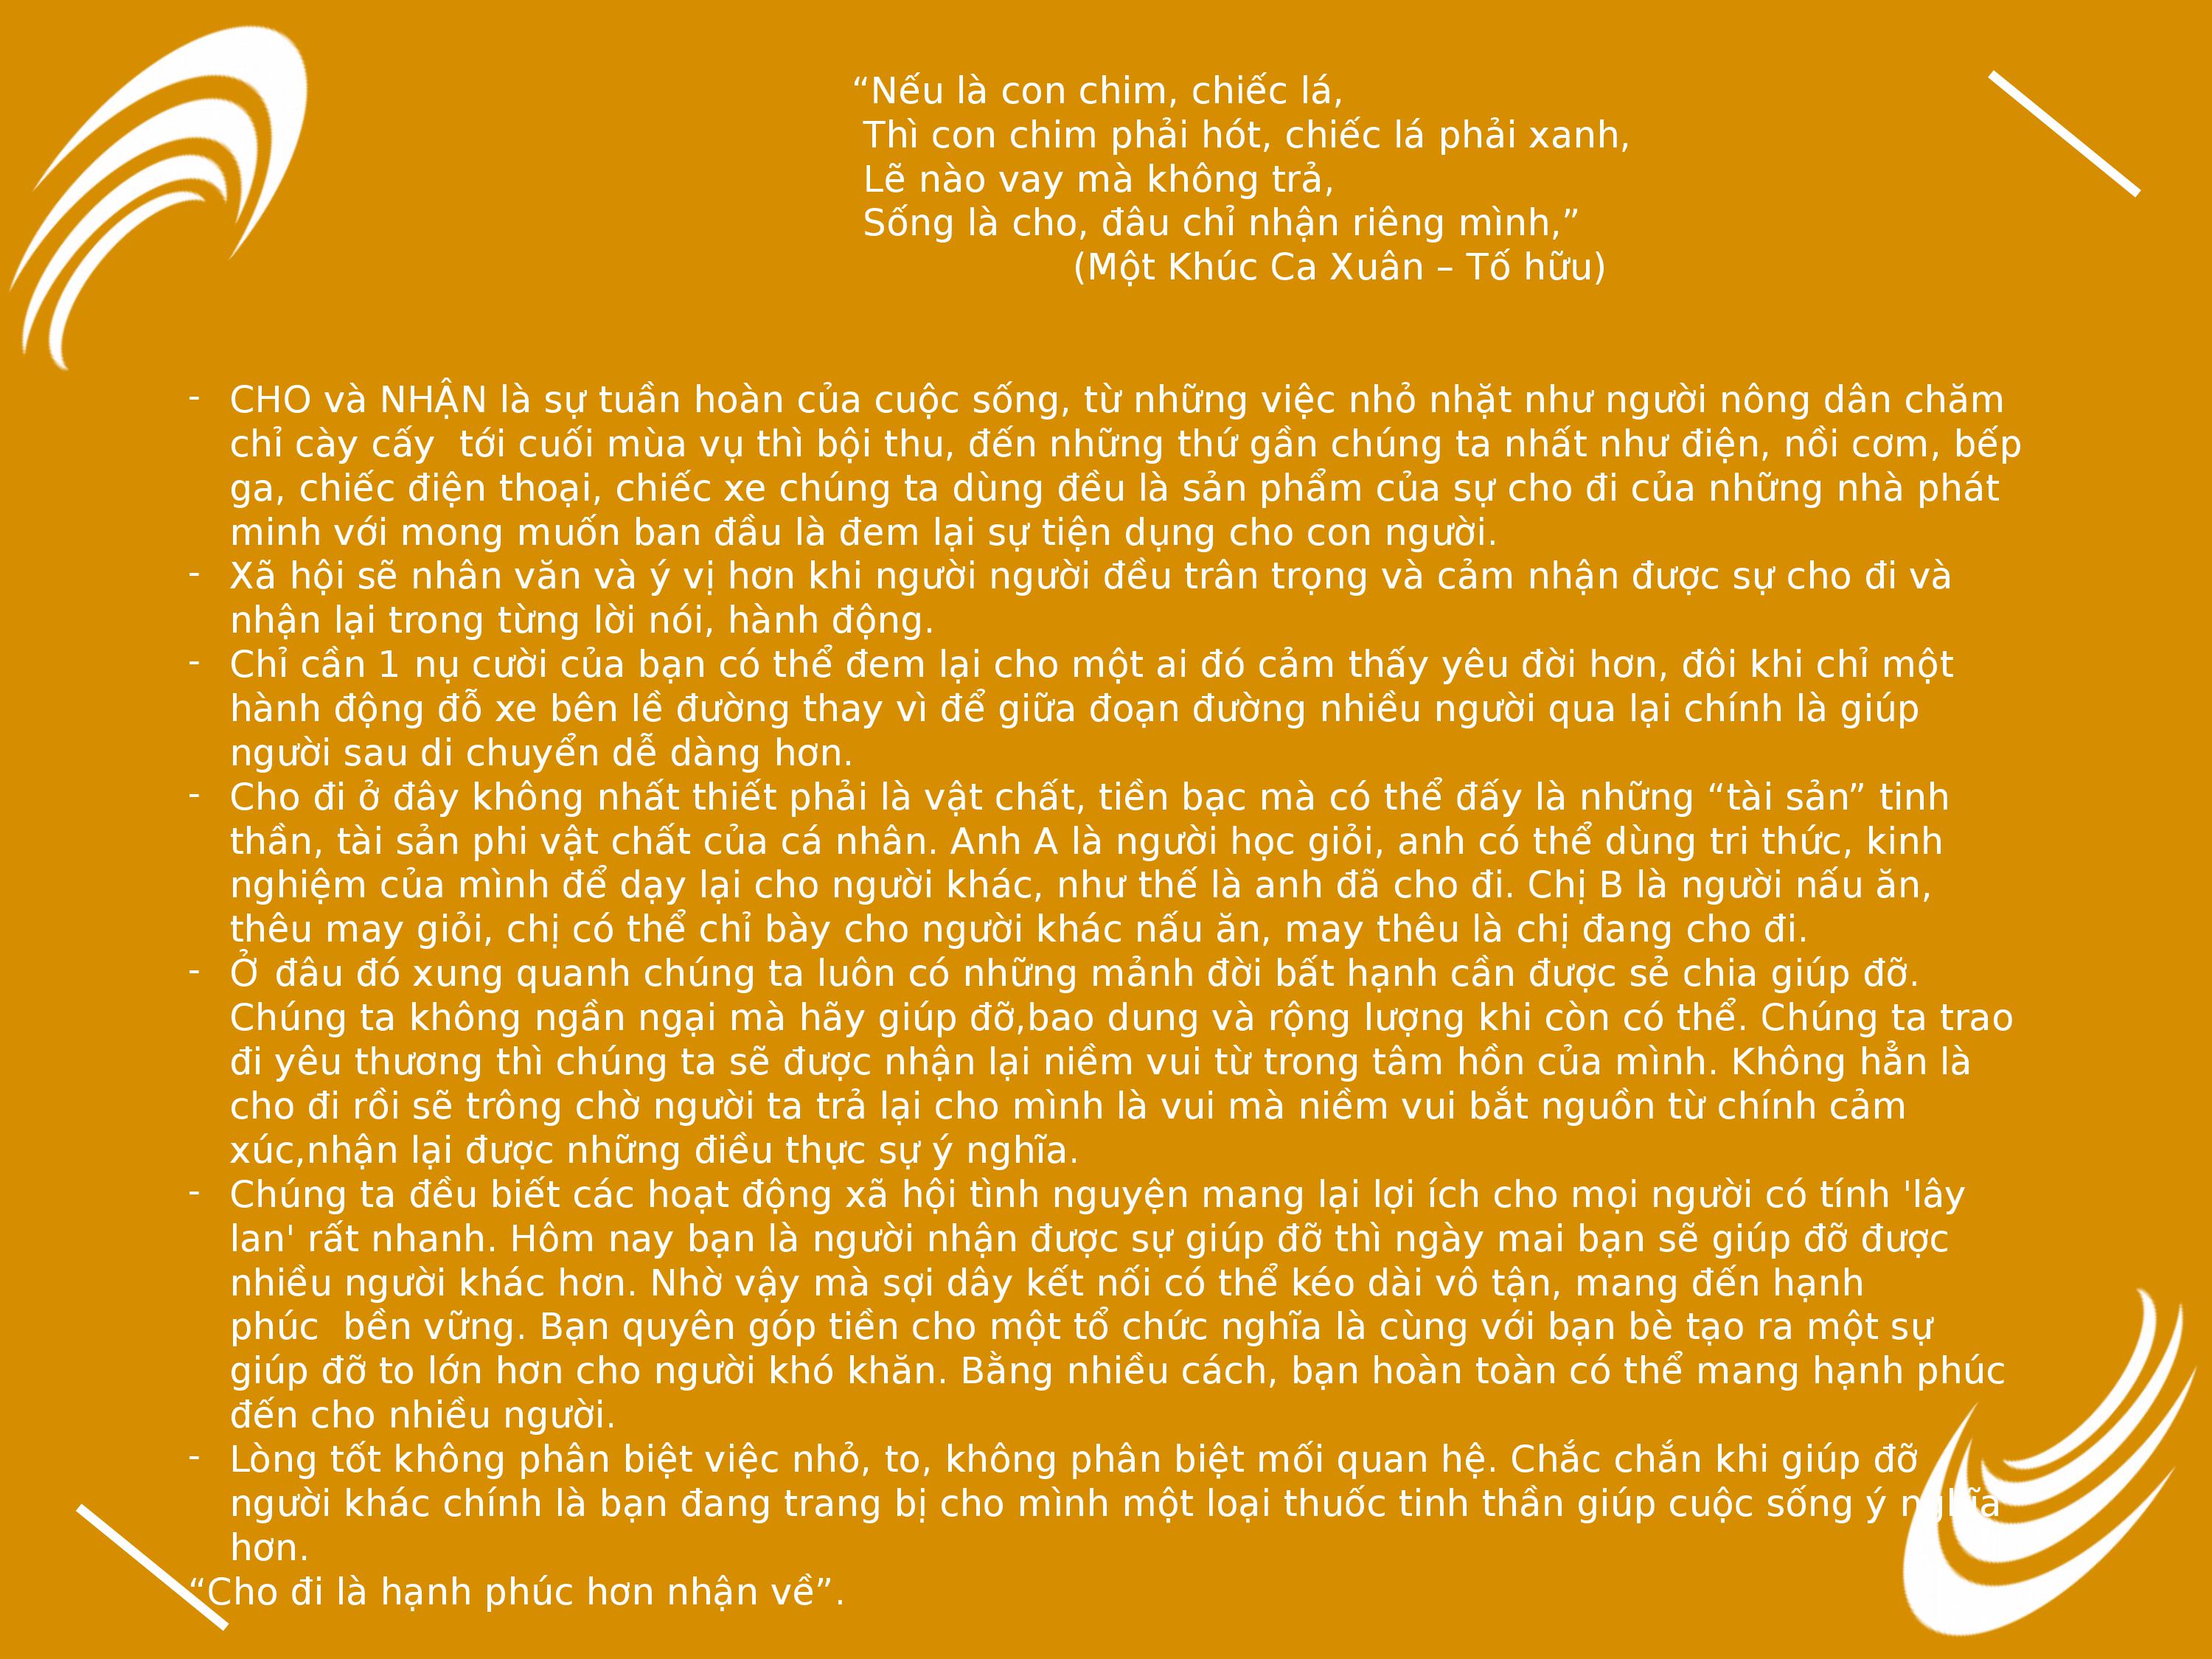 “Nếu là con chim, chiếc lá,
Thì con chim phải hót, chiếc lá phải xanh,
Lẽ nào vay mà không trả,
Sống là cho, đâu chỉ nhận riêng mình,”
(Một Khúc Ca Xuân – Tố hữu)
- CHO và NHẬN là sự tuần hoàn của cuộc sống, từ những việc nhỏ nhặt như người nông dân chăm
chỉ cày cấy  tới cuối mùa vụ thì bội thu, đến những thứ gần chúng ta nhất như điện, nồi cơm, bếp
ga, chiếc điện thoại, chiếc xe chúng ta dùng đều là sản phẩm của sự cho đi của những nhà phát
minh với mong muốn ban đầu là đem lại sự tiện dụng cho con người.
- Xã hội sẽ nhân văn và ý vị hơn khi người người đều trân trọng và cảm nhận được sự cho đi và
nhận lại trong từng lời nói, hành động.
- Chỉ cần 1 nụ cười của bạn có thể đem lại cho một ai đó cảm thấy yêu đời hơn, đôi khi chỉ một
hành động đỗ xe bên lề đường thay vì để giữa đoạn đường nhiều người qua lại chính là giúp
người sau di chuyển dễ dàng hơn.
- Cho đi ở đây không nhất thiết phải là vật chất, tiền bạc mà có thể đấy là những “tài sản” tinh
thần, tài sản phi vật chất của cá nhân. Anh A là người học giỏi, anh có thể dùng tri thức, kinh
nghiệm của mình để dạy lại cho người khác, như thế là anh đã cho đi. Chị B là người nấu ăn,
thêu may giỏi, chị có thể chỉ bày cho người khác nấu ăn, may thêu là chị đang cho đi.
- Ở đâu đó xung quanh chúng ta luôn có những mảnh đời bất hạnh cần được sẻ chia giúp đỡ.
Chúng ta không ngần ngại mà hãy giúp đỡ,bao dung và rộng lượng khi còn có thể. Chúng ta trao
đi yêu thương thì chúng ta sẽ được nhận lại niềm vui từ trong tâm hồn của mình. Không hẳn là
cho đi rồi sẽ trông chờ người ta trả lại cho mình là vui mà niềm vui bắt nguồn từ chính cảm
xúc,nhận lại được những điều thực sự ý nghĩa.
- Chúng ta đều biết các hoạt động xã hội tình nguyện mang lại lợi ích cho mọi người có tính 'lây
lan' rất nhanh. Hôm nay bạn là người nhận được sự giúp đỡ thì ngày mai bạn sẽ giúp đỡ được
nhiều người khác hơn. Nhờ vậy mà sợi dây kết nối có thể kéo dài vô tận, mang đến hạnh
phúc  bền vững. Bạn quyên góp tiền cho một tổ chức nghĩa là cùng với bạn bè tạo ra một sự
giúp đỡ to lớn hơn cho người khó khăn. Bằng nhiều cách, bạn hoàn toàn có thể mang hạnh phúc
đến cho nhiều người.
- Lòng tốt không phân biệt việc nhỏ, to, không phân biệt mối quan hệ. Chắc chắn khi giúp đỡ
người khác chính là bạn đang trang bị cho mình một loại thuốc tinh thần giúp cuộc sống ý nghĩa
hơn.
“Cho đi là hạnh phúc hơn nhận về”.